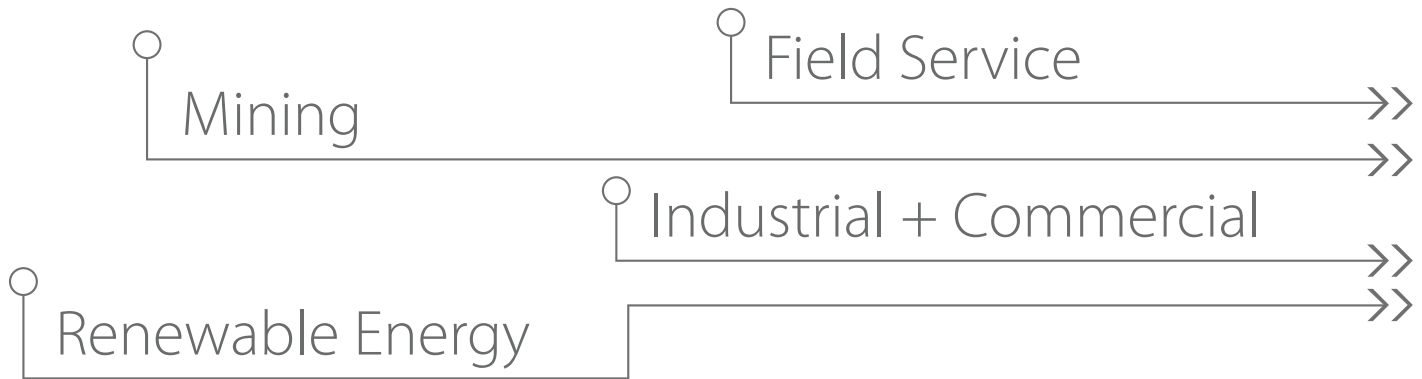 Field Service
Mining
Industrial + Commercial
Renewable Energy